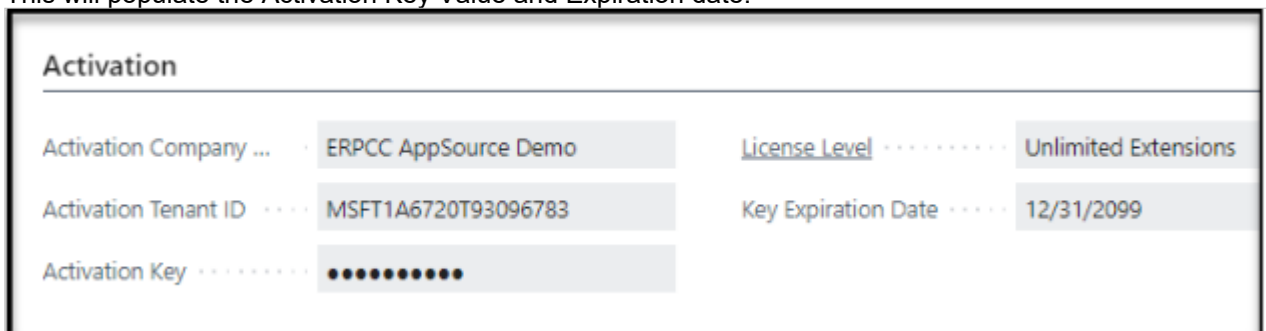 This will populate the Activation Key Value and Expiration date.
Activation
Activation Company ... ERPCC AppSource Demo License Level Unlimited Extensions
Activation Tenant ID MSFT1A6720T93096783 Key Expiration Date 12/31/2099
Activation Key ●●●●●●●●●●